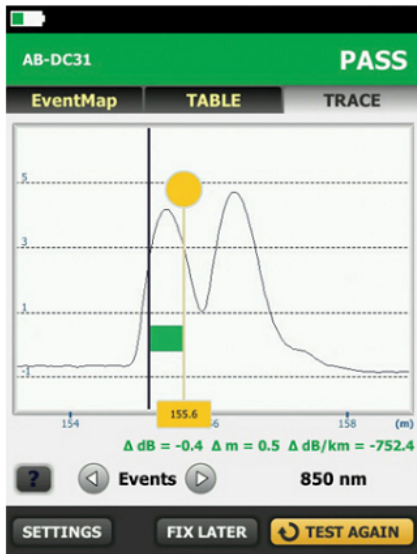 AB-DC31
PASS
EventMap
TABLE
TRACE
5
3
1
-1
155.6
154
56
158
(m)
Δ dB = -0.4 Δ m = 0.5 Δ dB/km = -752.4
?
Events
850 nm
SETTINGS
FIX LATER
TEST AGAIN